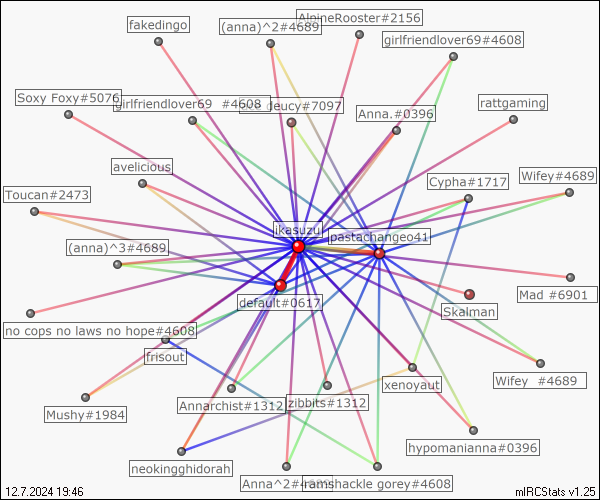 fakedingo
(anna)^2#4689
AlpineRooster#2156
girlfriendlover69#4608
Soxy Foxy#5076
girlfriendlover69 #4608
deucy#7097
Anna.#0396
rattgaming
avelicious
Cypha#1717
Wifey#4689
Toucan#2473
ikasuzu
pastachangeo41
(anna)^3#4689
default#0617
Mad #6901
Skalman
no cops no laws no hope#4608
frisout
Wifey #4689
xenoyaut
Mushy#1984
Annarchist#1312
zibbits#1312
hypomanianna#0396
neokingghidorah
Anna^2#4689
ramshackle gorey#4608
12.7.2024 19:46
mIRCStats v1.25